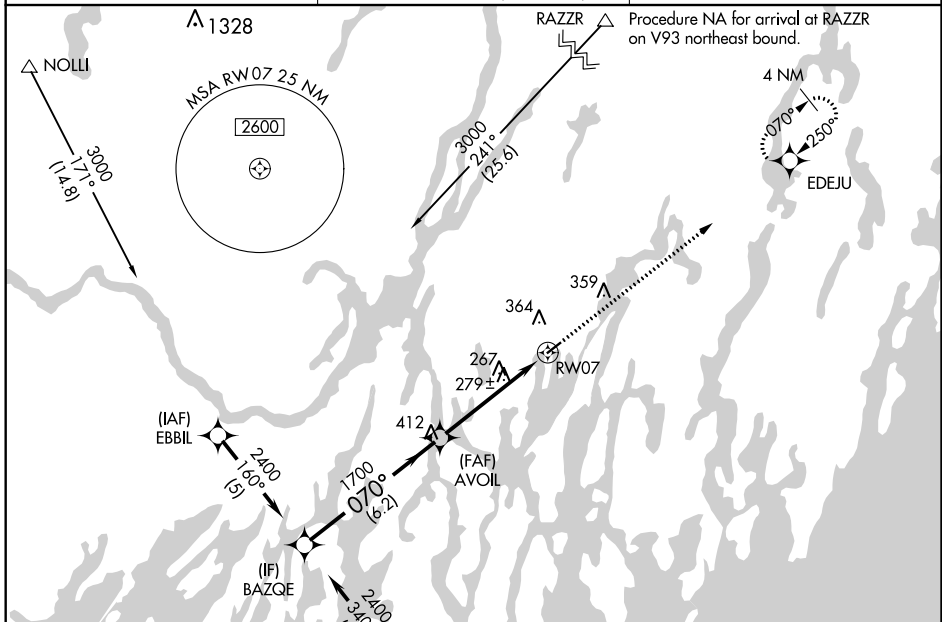 1328
RAZZR
Procedure NA for arrival at RAZZR
on V93 northeast bound.
NOLLI
MSA RW07 25 NM
2600
4 NM
070°
250°
EDEJU
3000
171°
(14.8)
3000
241°
(25.6)
359
364
RW07
267
279±
412
(FAF)
AVOIL
(IAF)
EBBIL
2400
160°
(5)
1700
070°
(6.2)
(IF)
BAZQE
2400
340°